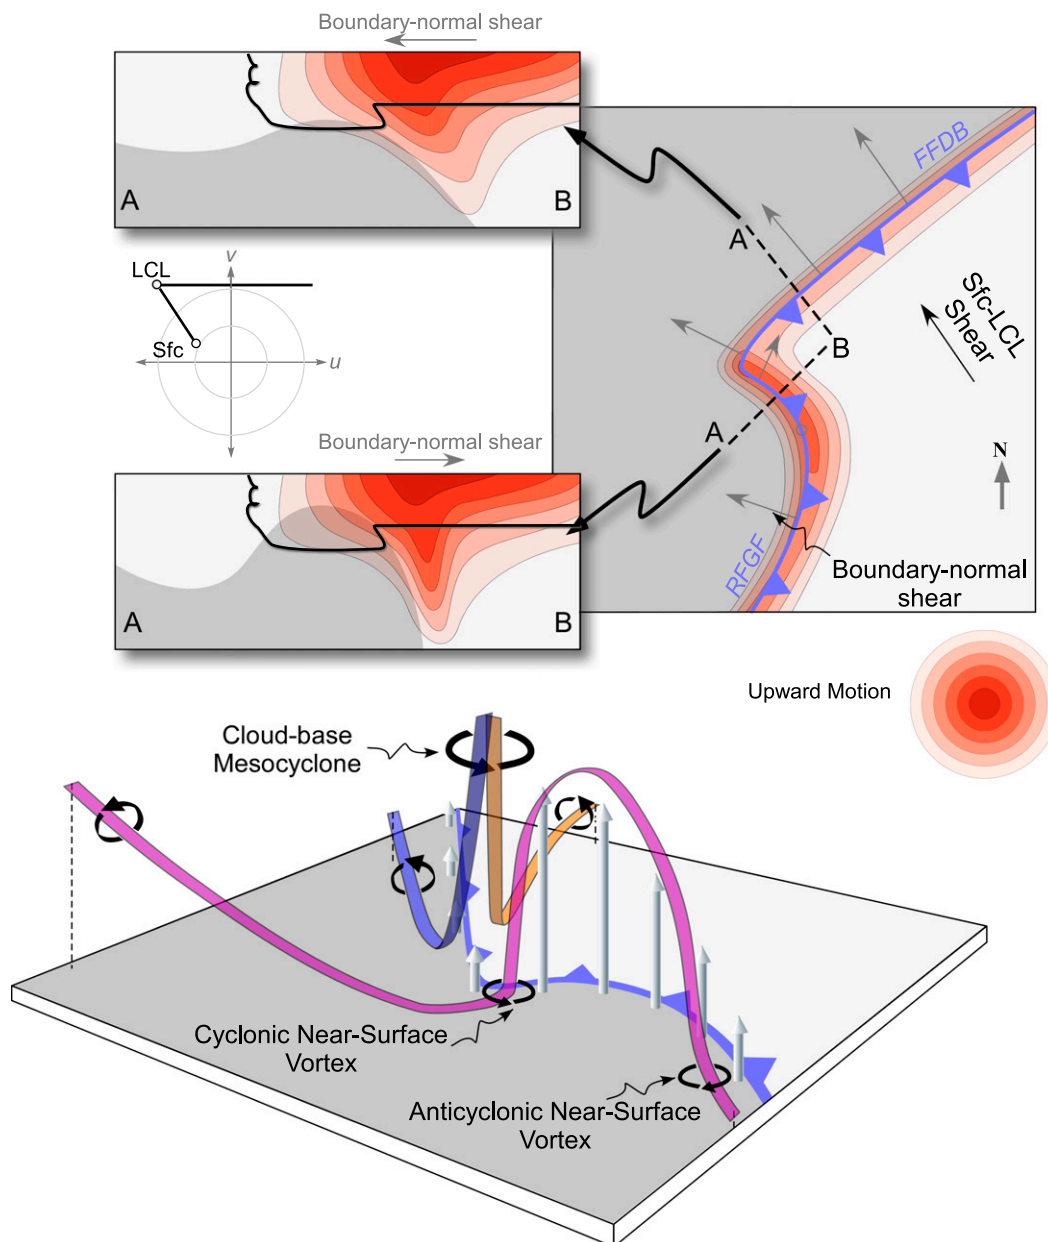 Boundary-normal shear
A
B
FFDB
A
B
A
Sfc-LCL
Shear
N
Boundary-normal
shear
RFGF
v
LCL
Sfc
u
Boundary-normal shear
A
B
Upward Motion
Cloud-base
Mesocyclone
Cyclonic Near-Surface
Vortex
Anticyclonic Near-Surface
Vortex